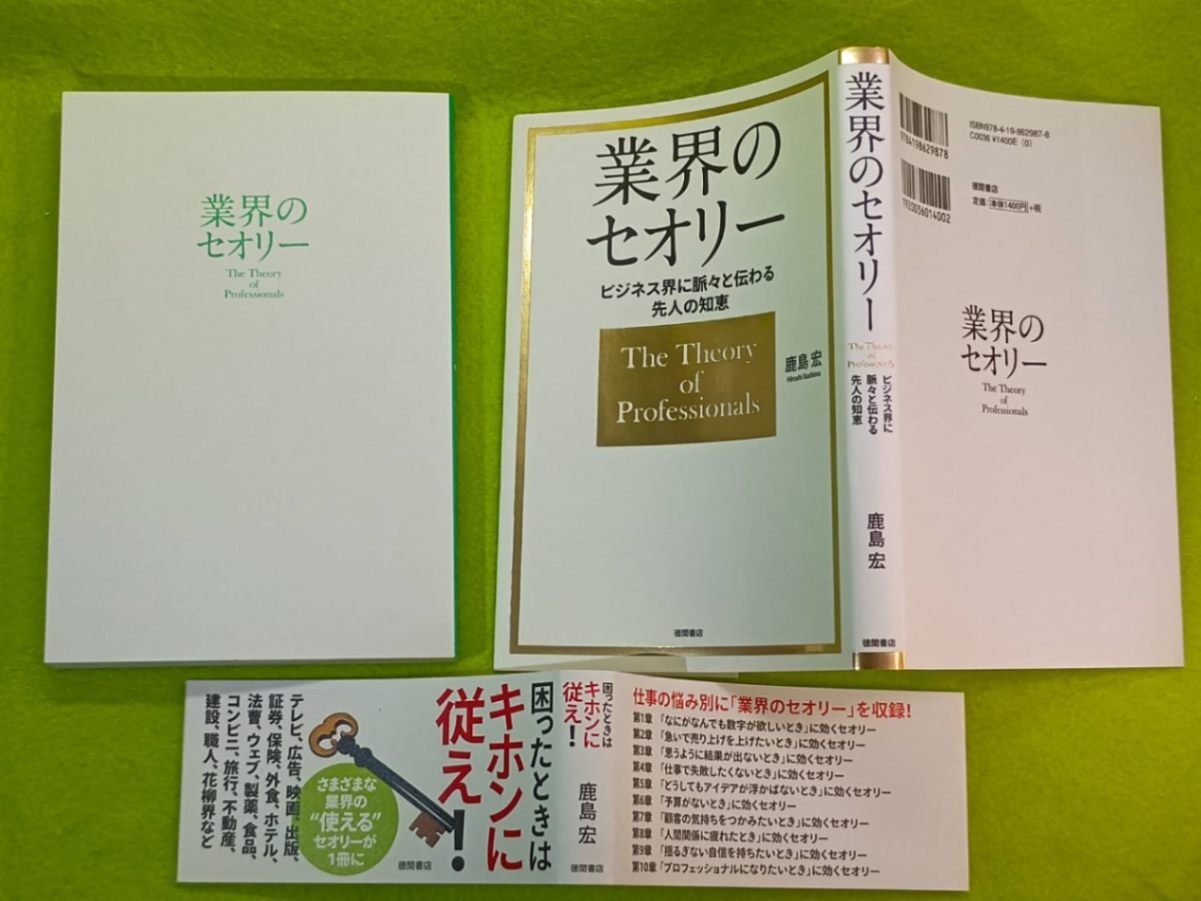 業界の
セオリー
The Theory
of
Professionals
業界の
セオリー
ビジネス界に脈々と伝わる
先人の知恵
The Theory
of
Professionals
鹿島 宏
Hiroshi Kashima
徳間書店
業界のセオリー
The Theory
of
Professionals
ビジネス界に
脈々と伝わる
先人の知恵
鹿島 宏
徳間書店
9784198629878
1920036014002
ISBN978-4-19-862987-8
C0036 ¥1400E (0)
徳間書店
定価:本体1400円+税
業界の
セオリー
The Theory
of
Professionals
困ったときは
キホンに
従え!
テレビ、広告、映画、出版、
証券、保険、外食、ホテル、
法曹、ウェブ、製薬、食品、
コンビニ、旅行、不動産、
建設、職人、花柳界など
さまざまな
業界の
“使える”
セオリーが
1冊に
徳間書店
困ったときは
キホンに
従え!
鹿島 宏
徳間書店
仕事の悩み別に「業界のセオリー」を収録!
第1章 「なにがなんでも数字が欲しいとき」に効くセオリー
第2章 「急いで売り上げを上げたいとき」に効くセオリー
第3章 「思うように結果が出ないとき」に効くセオリー
第4章 「仕事で失敗したくないとき」に効くセオリー
第5章 「どうしてもアイデアが浮かばないとき」に効くセオリー
第6章 「予算がないとき」に効くセオリー
第7章 「顧客の気持ちをつかみたいとき」に効くセオリー
第8章 「人間関係に疲れたとき」に効くセオリー
第9章 「揺るぎない自信を持ちたいとき」に効くセオリー
第10章 「プロフェッショナルになりたいとき」に効くセオリー